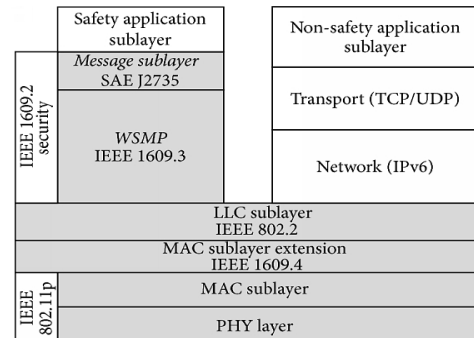 Safety application
sublayer
Non-safety application
sublayer
IEEE 1609.2
security
Message sublayer
SAE J2735
WSMP
IEEE 1609.3
Transport (TCP/UDP)
Network (IPv6)
LLC sublayer
IEEE 802.2
MAC sublayer extension
IEEE 1609.4
IEEE
802.11p
MAC sublayer
PHY layer